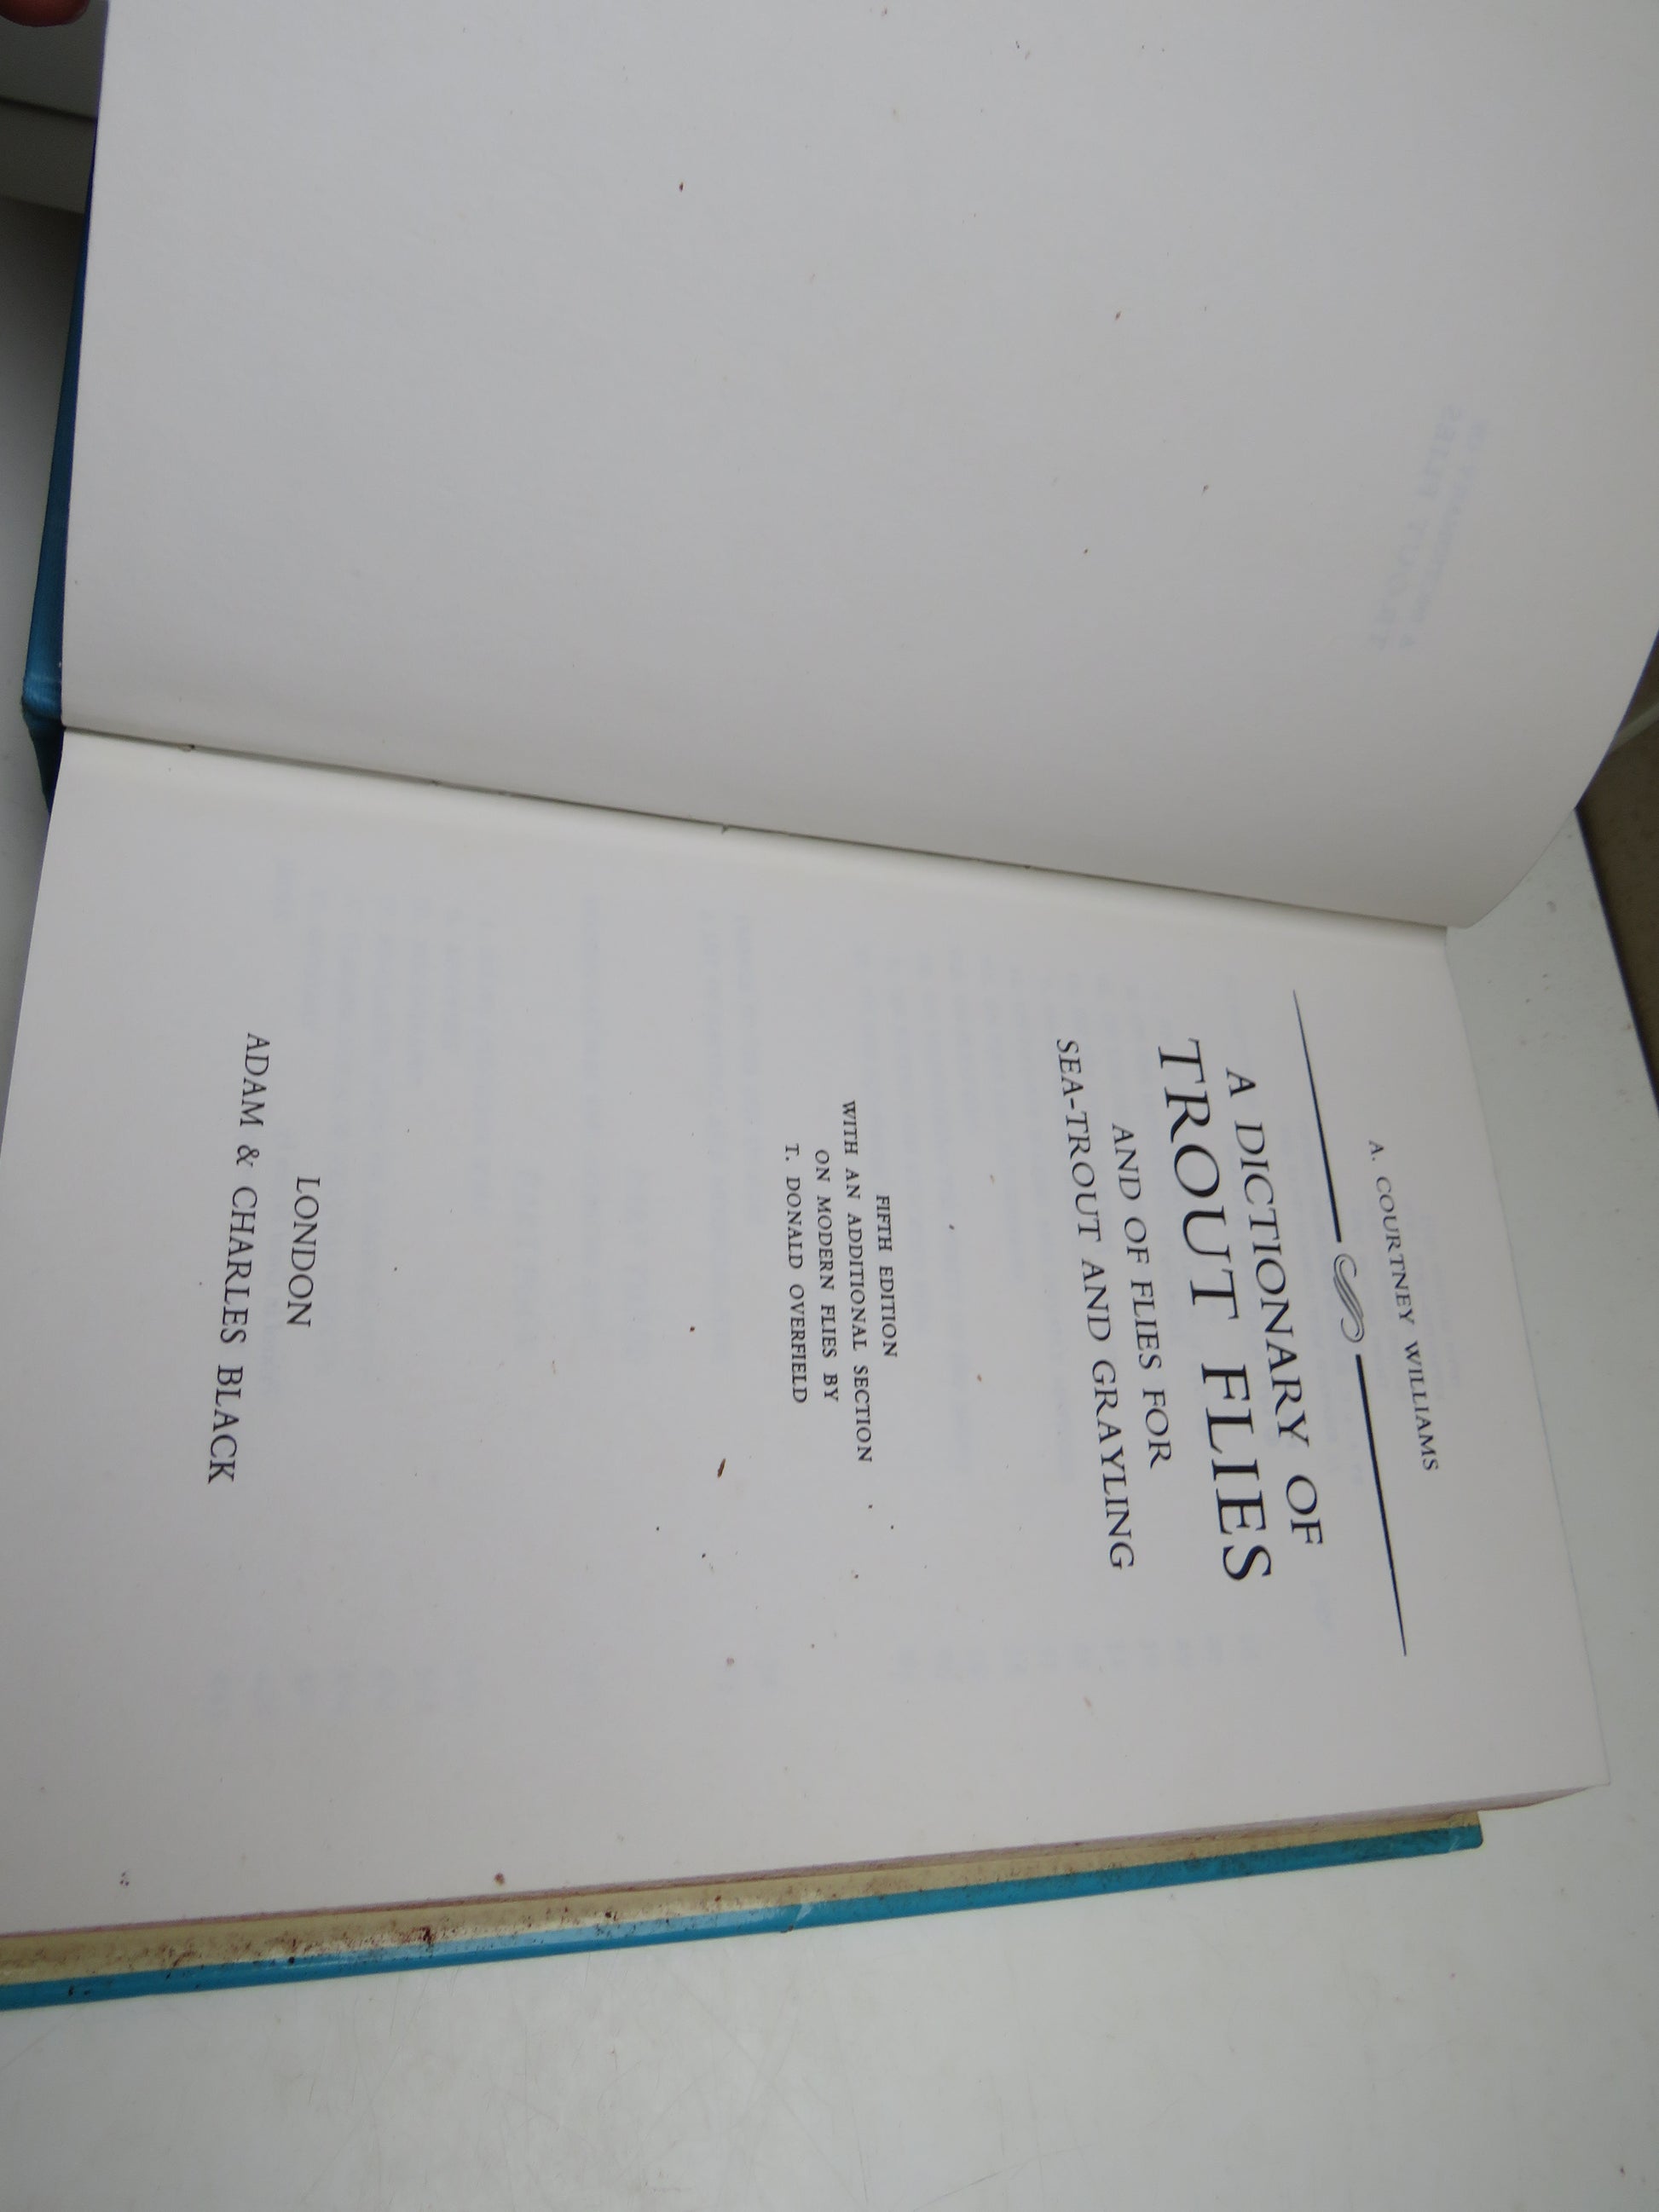 A. COURTNEY WILLIAMS
A DICTIONARY OF
TROUT FLIES
AND OF FLIES FOR
SEA-TROUT AND GRAYLING
FIFTH EDITION
WITH AN ADDITIONAL SECTION
ON MODERN FLIES BY
T. DONALD OVERFIELD
LONDON
ADAM & CHARLES BLACK